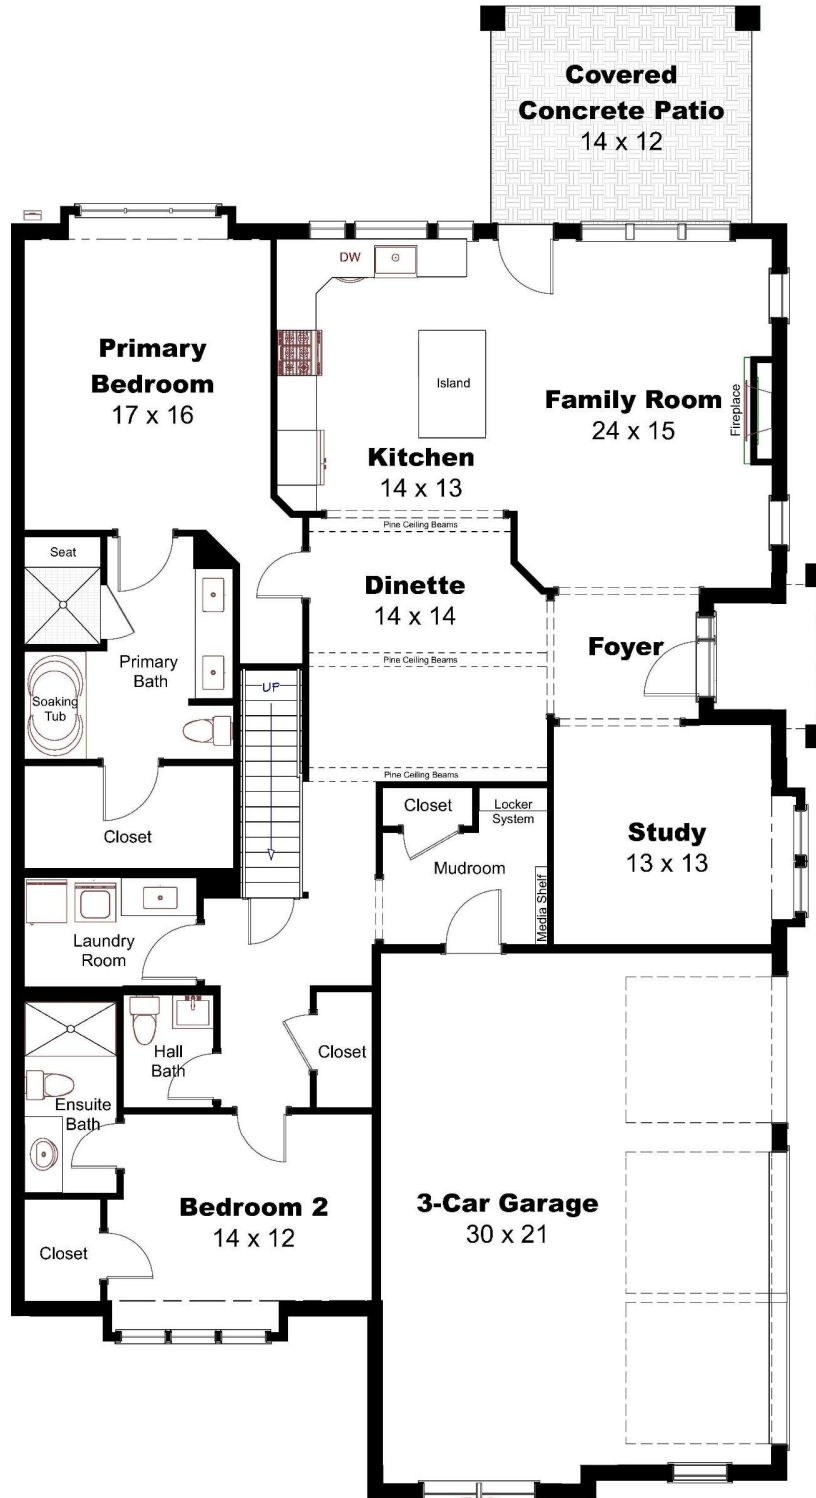 Covered
Concrete Patio
14 x 12
DW
Primary
Bedroom
17 x 16
Island
Family Room
24 x 15
Fireplace
Kitchen
14 x 13
Pine Ceiling Beams
Seat
Dinette
14 x 14
Primary
Bath
Foyer
Pine Ceiling Beams
Soaking
Tub
UP
Pine Ceiling Beams
Closet
Closet
Locker
System
Mudroom
Media Shelf
Study
13 x 13
Laundry
Room
Hall
Bath
Closet
Ensuite
Bath
Bedroom 2
14 x 12
3-Car Garage
30 x 21
Closet